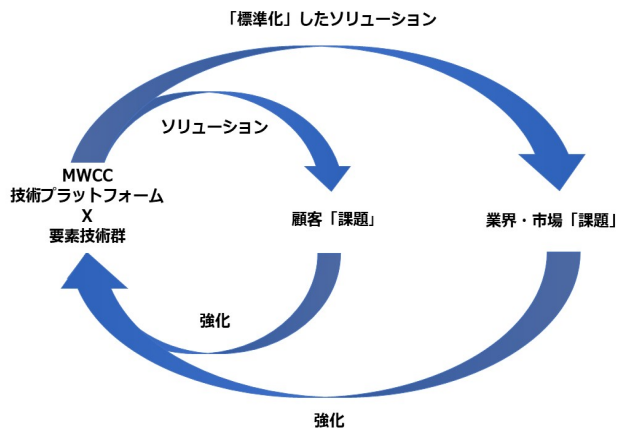 「標準化」したソリューション
ソリューション
MWCC
技術プラットフォーム
X
要素技術群
顧客「課題」
業界・市場「課題」
強化
強化